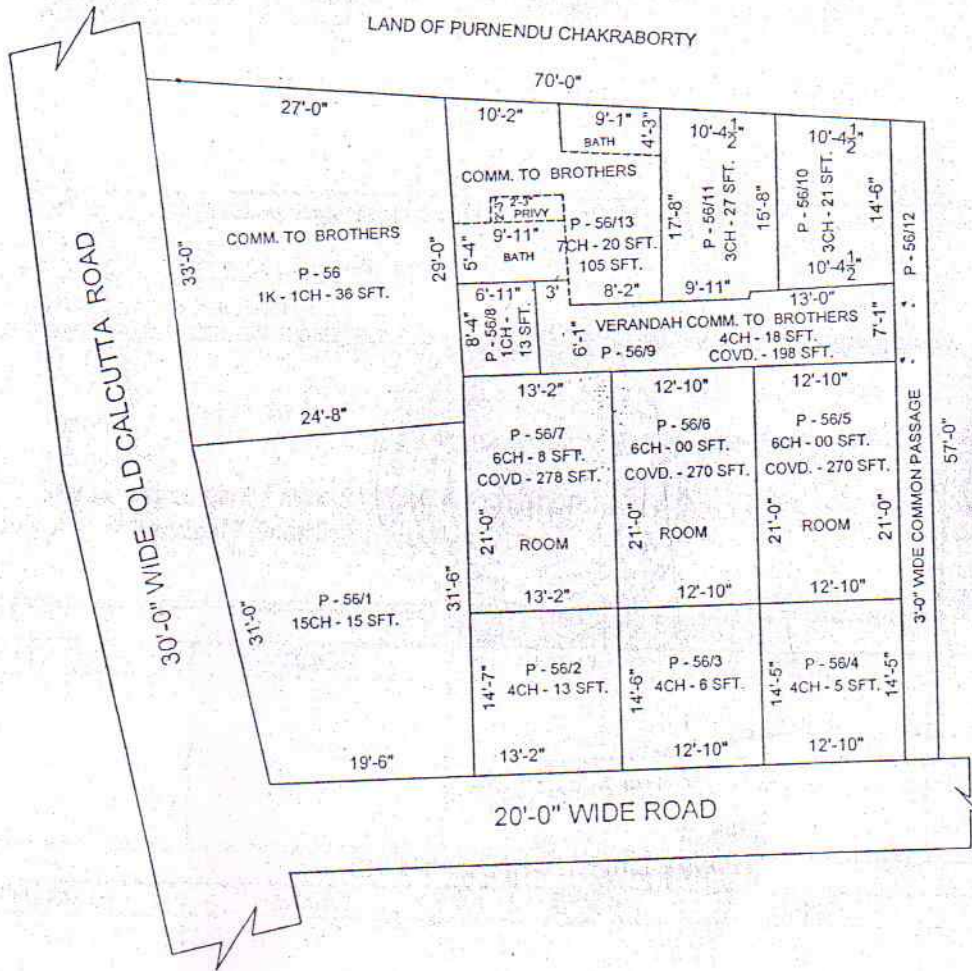 LAND OF PURNENDU CHAKRABORTY
70'-0"
27'-0"
10'-2"
9'-1"
BATH
4'-3"
10'-4½"
10'-4½"
COMM. TO BROTHERS
P - 56
1K - 1CH - 36 SFT.
33'-0"
29'-0"
24'-8"
COMM. TO BROTHERS
2'-3"
PRIVY
9'-11"
BATH
5'-4"
P - 56/13
7CH - 20 SFT.
105 SFT.
8'-2"
17'-8"
P - 56/11
3CH - 27 SFT.
15'-8"
9'-11"
P - 56/10
3CH - 21 SFT.
14'-6"
10'-4½"
13'-0"
P - 56/12
6'-11"
3'
8'-4"
P - 56/8
1CH -
13 SFT.
6'-1"
VERANDAH COMM. TO BROTHERS
4CH - 18 SFT.
P - 56/9
COVD. - 198 SFT.
7'-1"
13'-2"
P - 56/7
6CH - 8 SFT.
COVD - 278 SFT.
21'-0"
ROOM
13'-2"
12'-10"
P - 56/6
6CH - 00 SFT.
COVD. - 270 SFT.
21'-0"
ROOM
12'-10"
12'-10"
P - 56/5
6CH - 00 SFT.
COVD. - 270 SFT.
21'-0"
ROOM
21'-0"
12'-10"
3'-0" WIDE COMMON PASSAGE
57'-0"
P - 56/1
15CH - 15 SFT.
31'-0"
31'-6"
19'-6"
P - 56/2
4CH - 13 SFT.
14'-7"
13'-2"
P - 56/3
4CH - 6 SFT.
14'-6"
12'-10"
P - 56/4
4CH - 5 SFT.
14'-5"
14'-5"
12'-10"
30'-0" WIDE OLD CALCUTTA ROAD
20'-0" WIDE ROAD